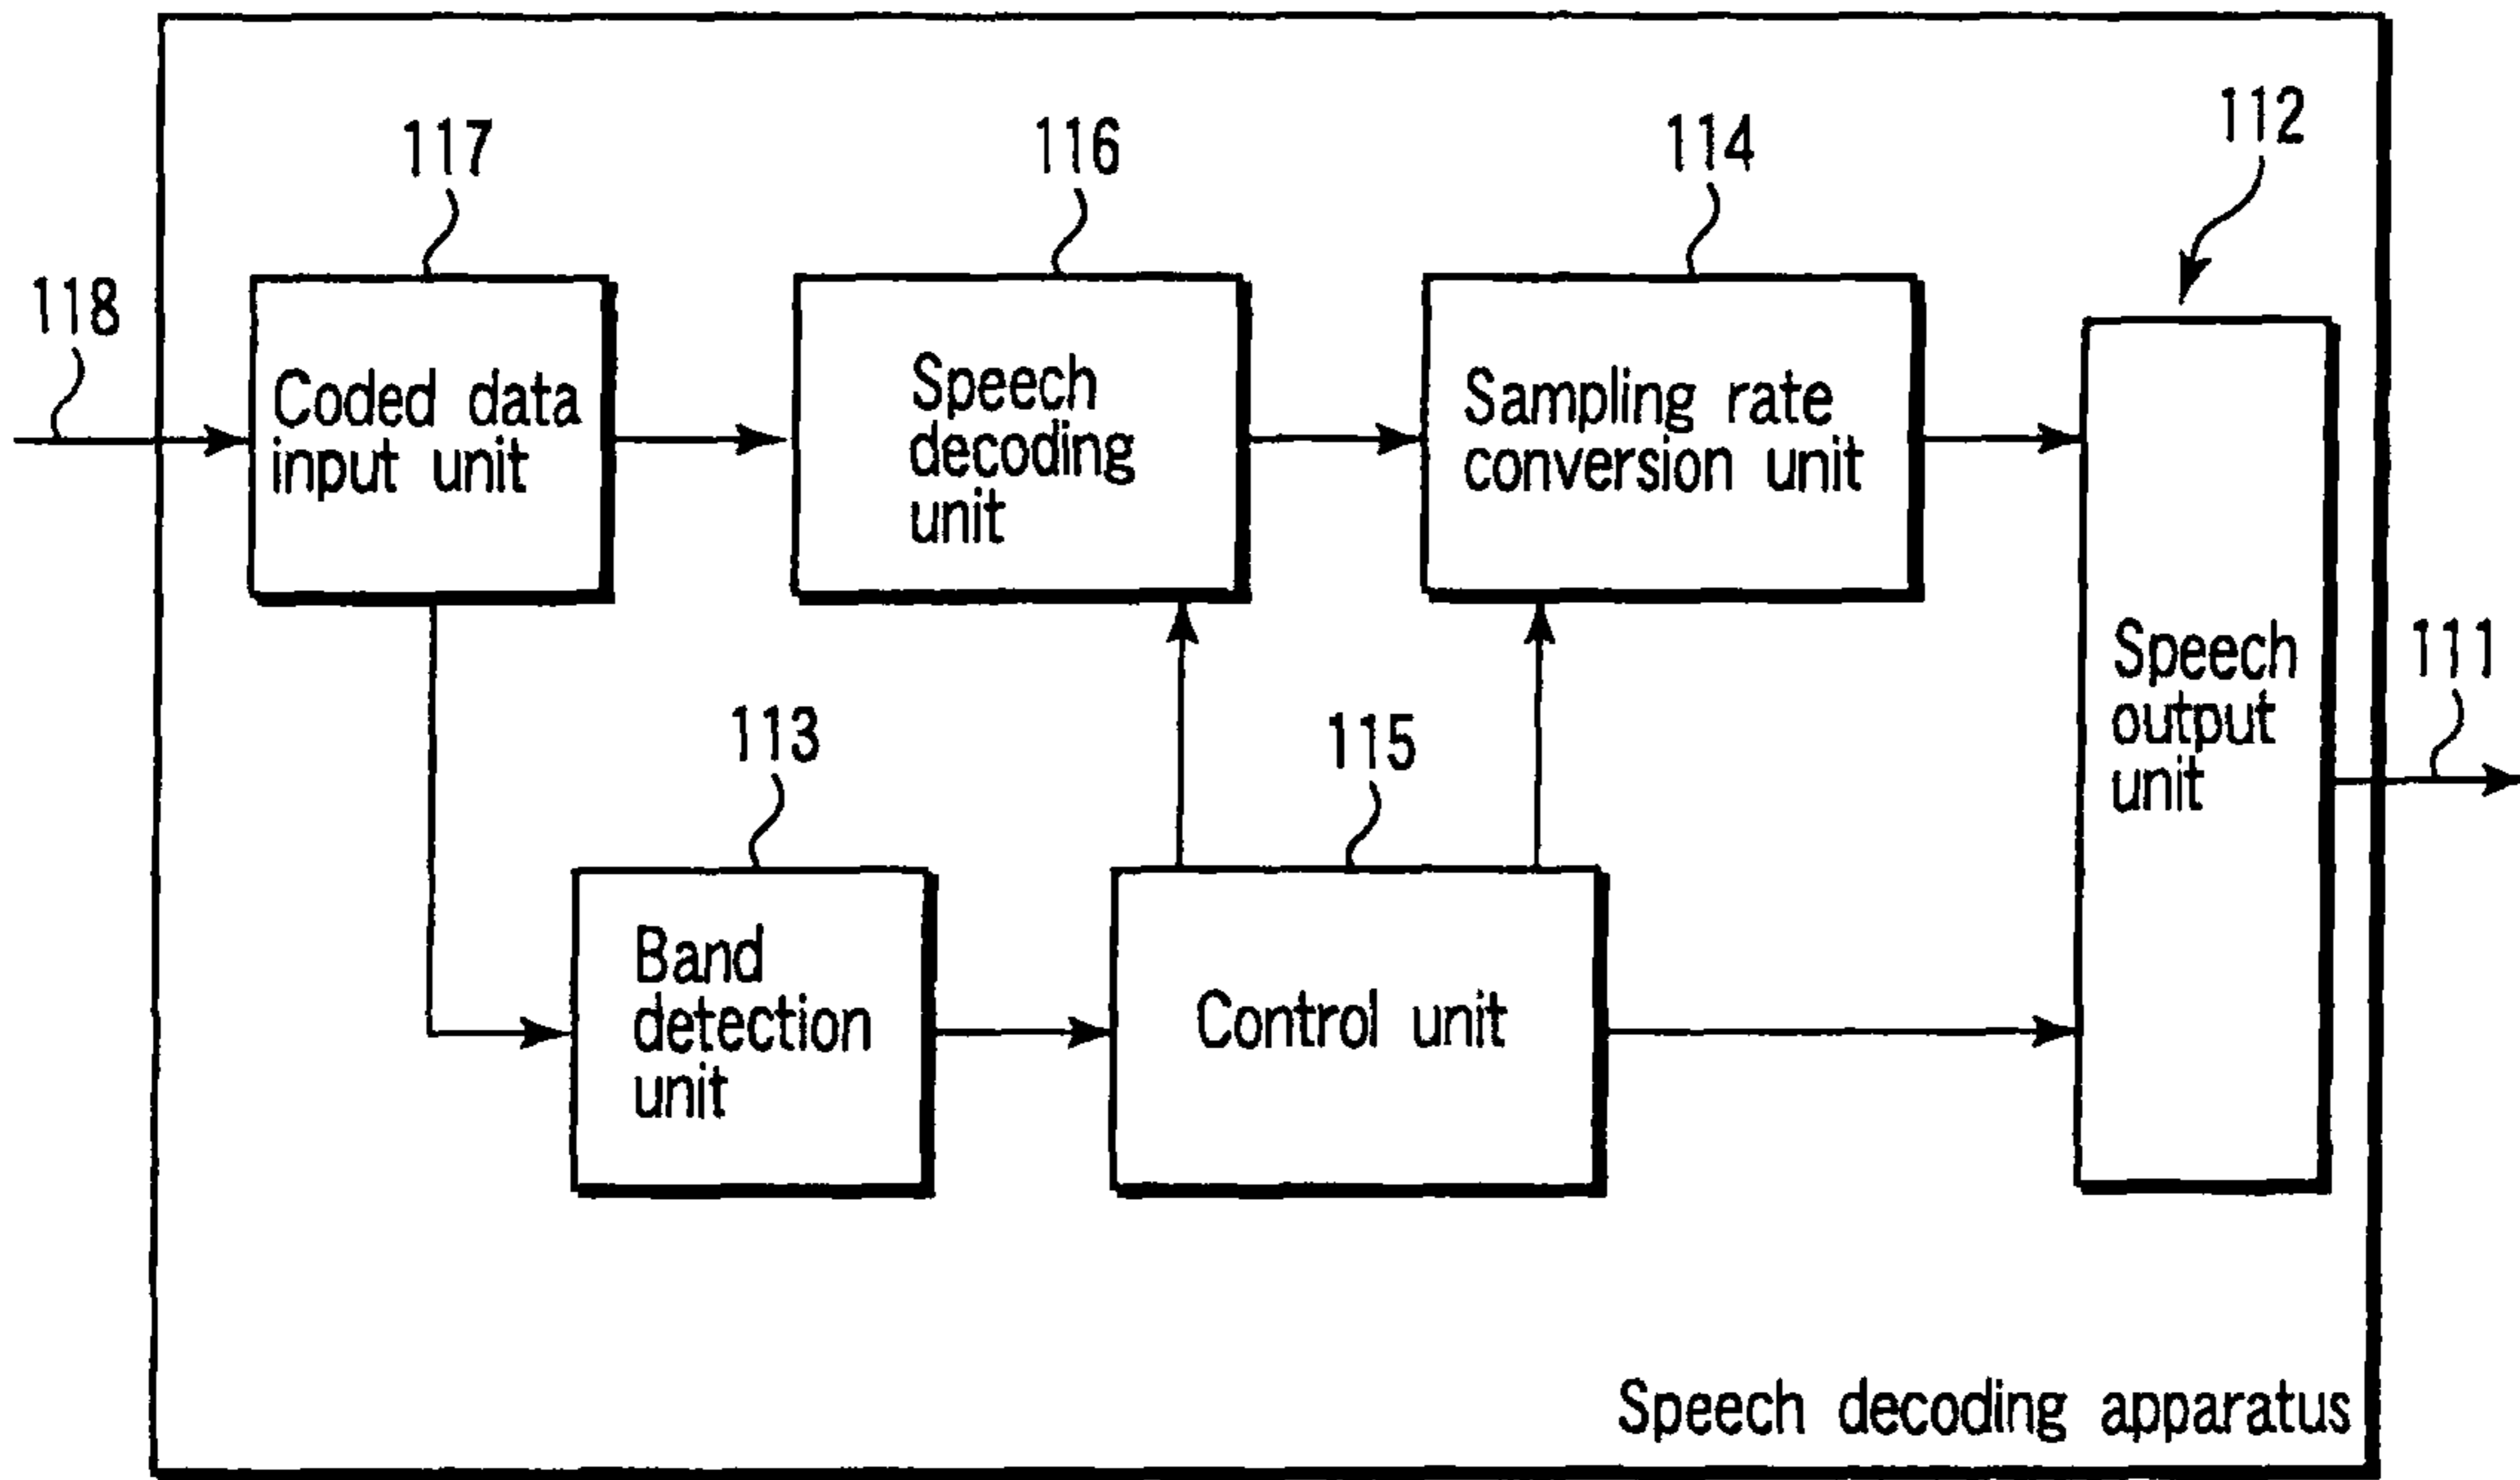 112
117
116
114
118
Coded data
input unit
Speech
decoding
unit
Sampling rate
conversion unit
Speech
output
unit
111
113
115
Band
detection
unit
Control unit
Speech decoding apparatus